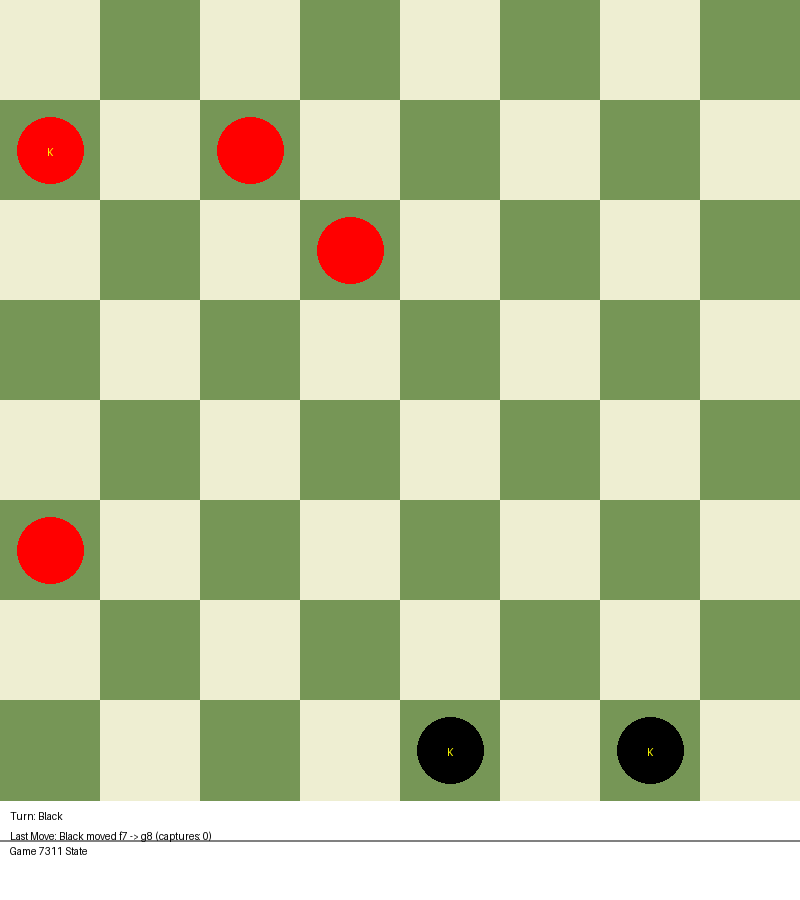 K
K
K
Turn: Black
Last Move: Black moved f7 -> g8 (captures: 0)
Game 7311 State